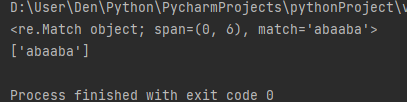 D:\User\Den\Python\PycharmProjects\pythonProject\
<re.Match object; span=(0, 6), match='abaaba'>
['abaaba']
Process finished with exit code 0